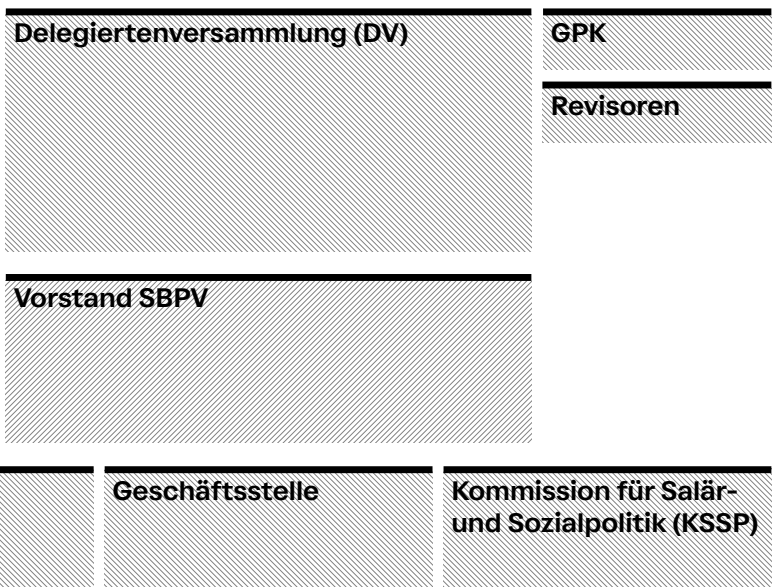 Delegiertenversammlung (DV)
GPK
Revisoren
Vorstand SBPV
Geschäftsstelle
Kommission für Salär-
und Sozialpolitik (KSSP)